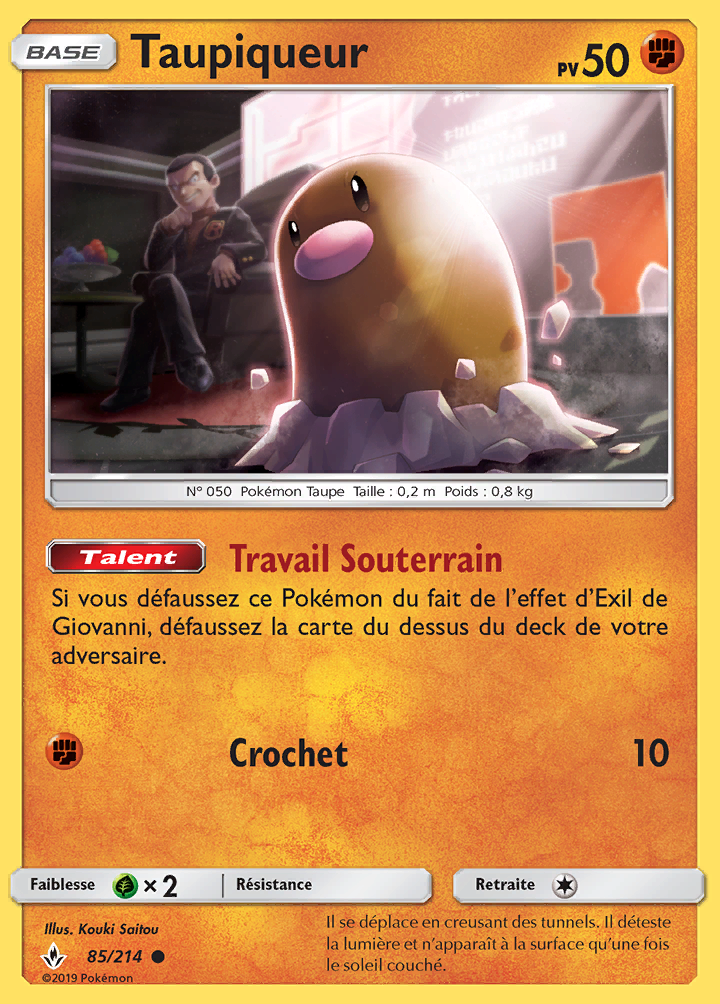 BASE Taupiqueur PV 50
N° 050 Pokémon Taupe Taille : 0,2 m Poids : 0,8 kg
Talent Travail Souterrain
Si vous défaussez ce Pokémon du fait de l'effet d'Exil de
Giovanni, défaussez la carte du dessus du deck de votre
adversaire.
Crochet 10
Faiblesse × 2 Résistance Retraite
Illus. Kouki Saitou
85/214
©2019 Pokémon
Il se déplace en creusant des tunnels. Il déteste
la lumière et n'apparaît à la surface qu'une fois
le soleil couché.